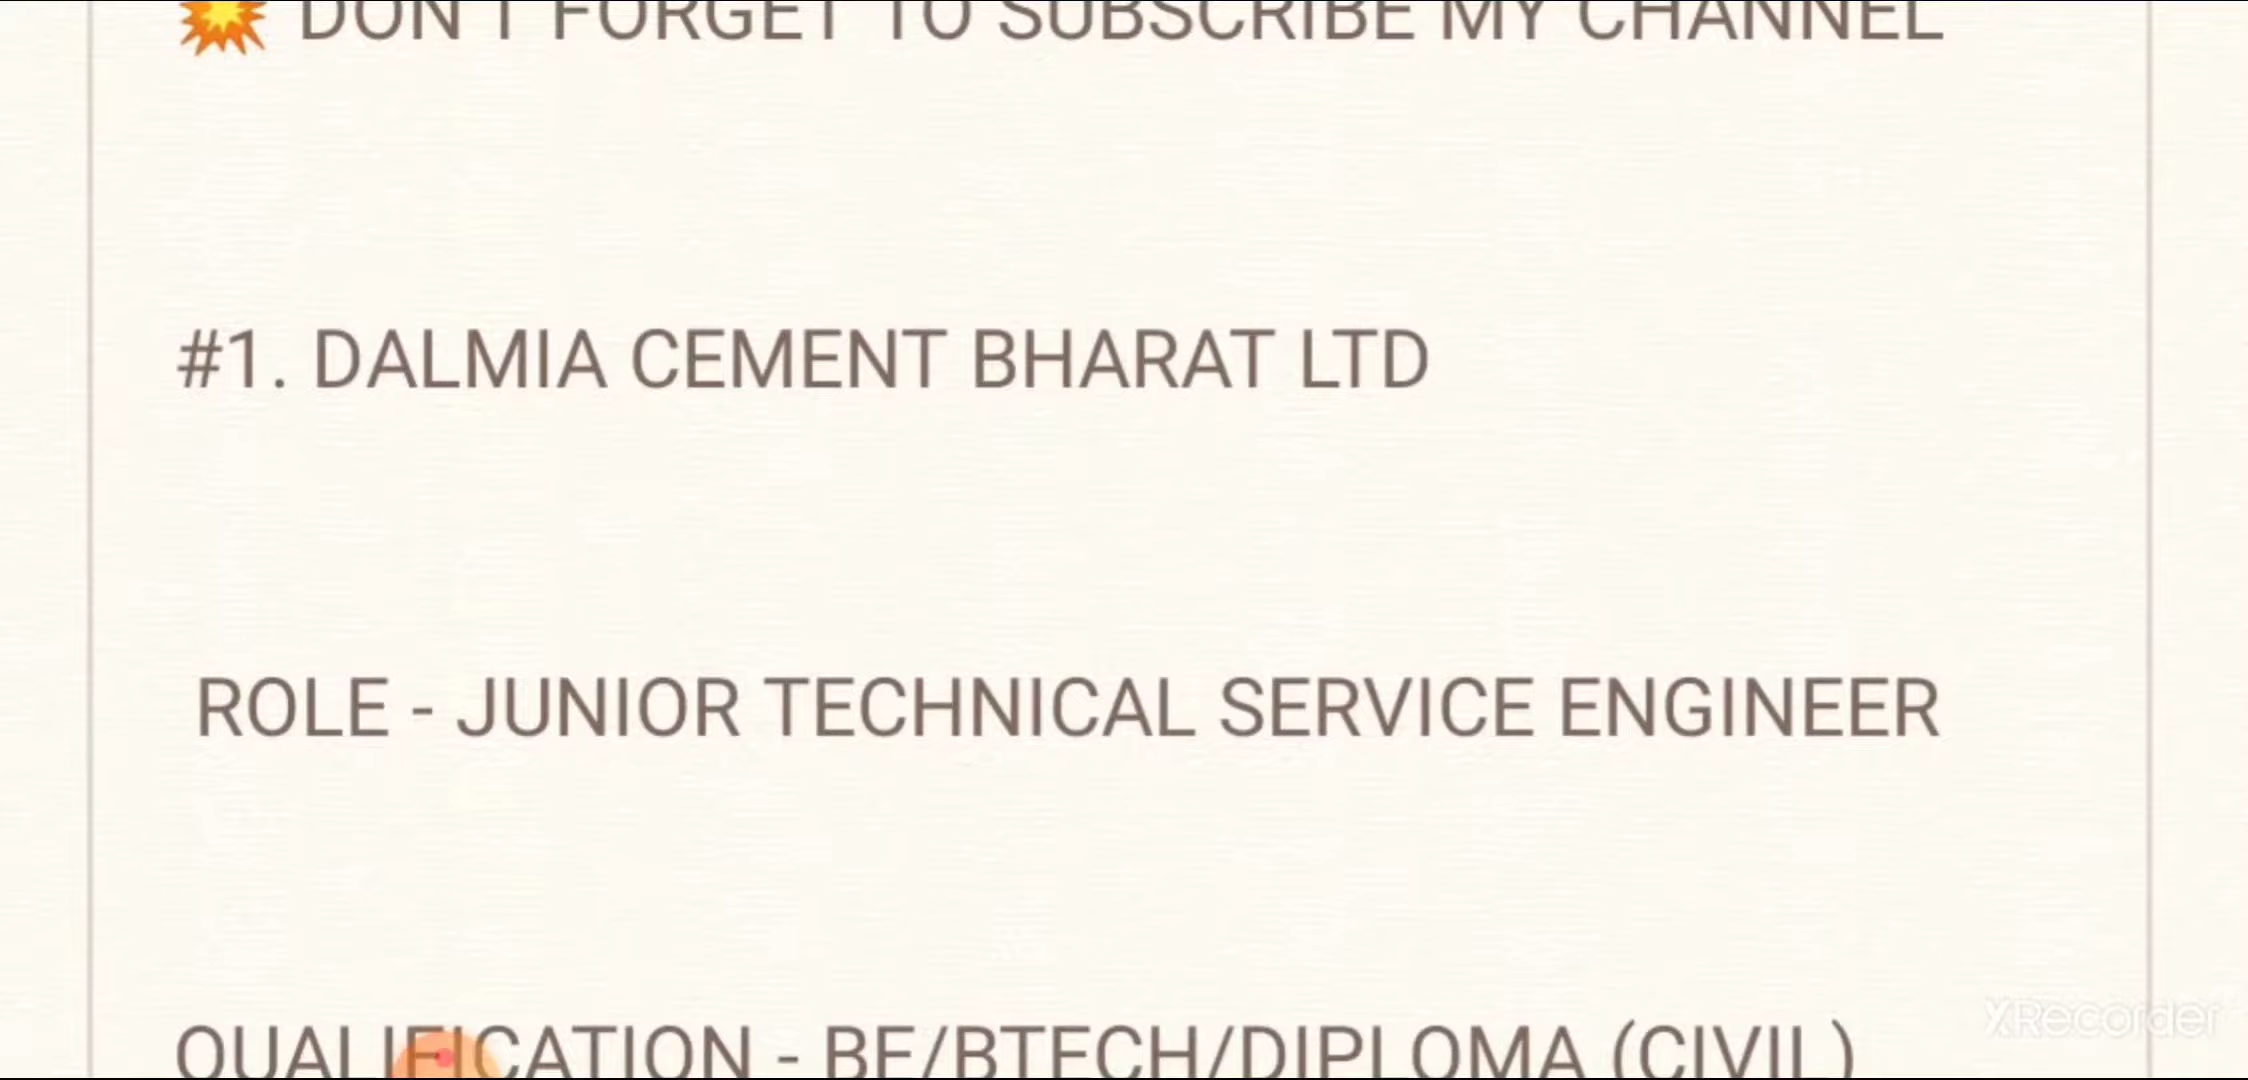 💥 DON'T FORGET TO SUBSCRIBE MY CHANNEL
#1. DALMIA CEMENT BHARAT LTD
ROLE - JUNIOR TECHNICAL SERVICE ENGINEER
QUALIFICATION - BE/BTECH/DIPLOMA (CIVIL)
XRecorder